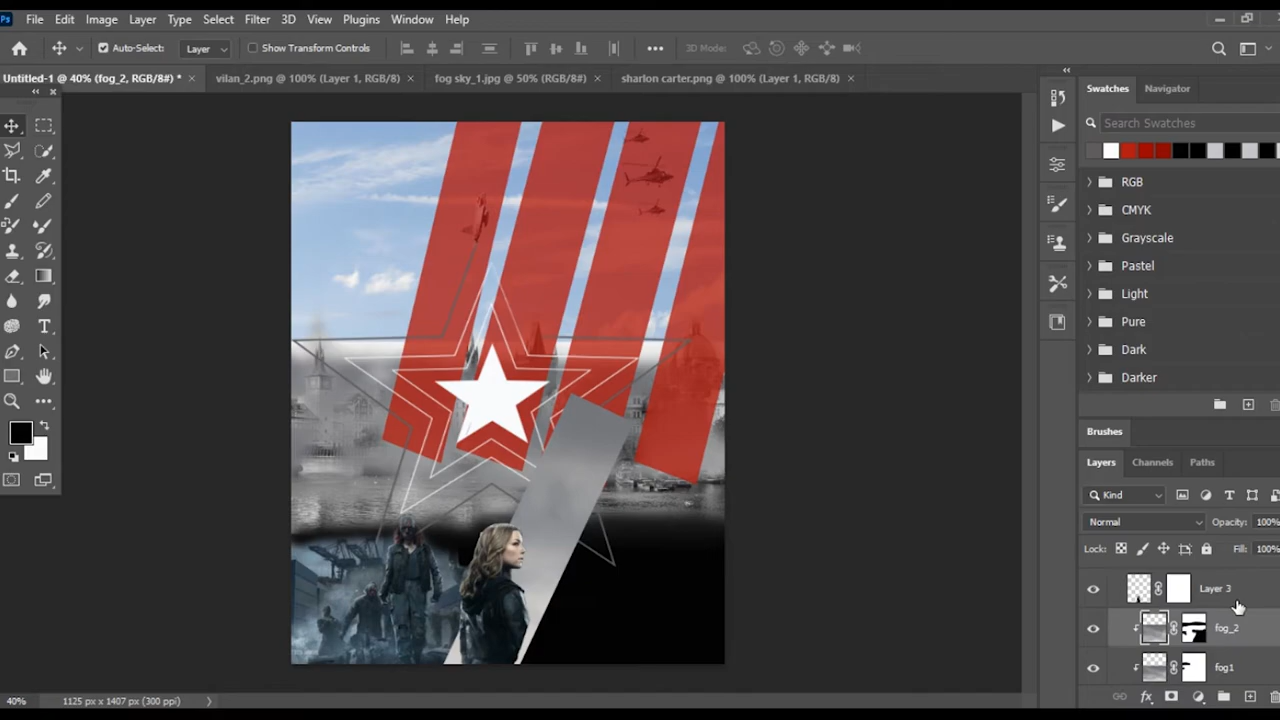 Ps File Edit Image Layer Type Select Filter 3D View Plugins Window Help
Auto-Select: Layer Show Transform Controls 3D Mode:
Untitled-1 @ 40% (fog_2, RGB/8#) * vilan_2.png @ 100% (Layer 1, RGB/8) fog sky_1.jpg @ 50% (RGB/8#) sharlon carter.png @ 100% (Layer 1, RGB/8)
Swatches Navigator
Search Swatches
RGB
CMYK
Grayscale
Pastel
Light
Pure
Dark
Darker
Brushes
Layers Channels Paths
Kind
Normal Opacity: 100%
Lock: Fill: 100%
Layer 3
fog_2
fog1
fx
40% 1125 px x 1407 px (300 ppi)